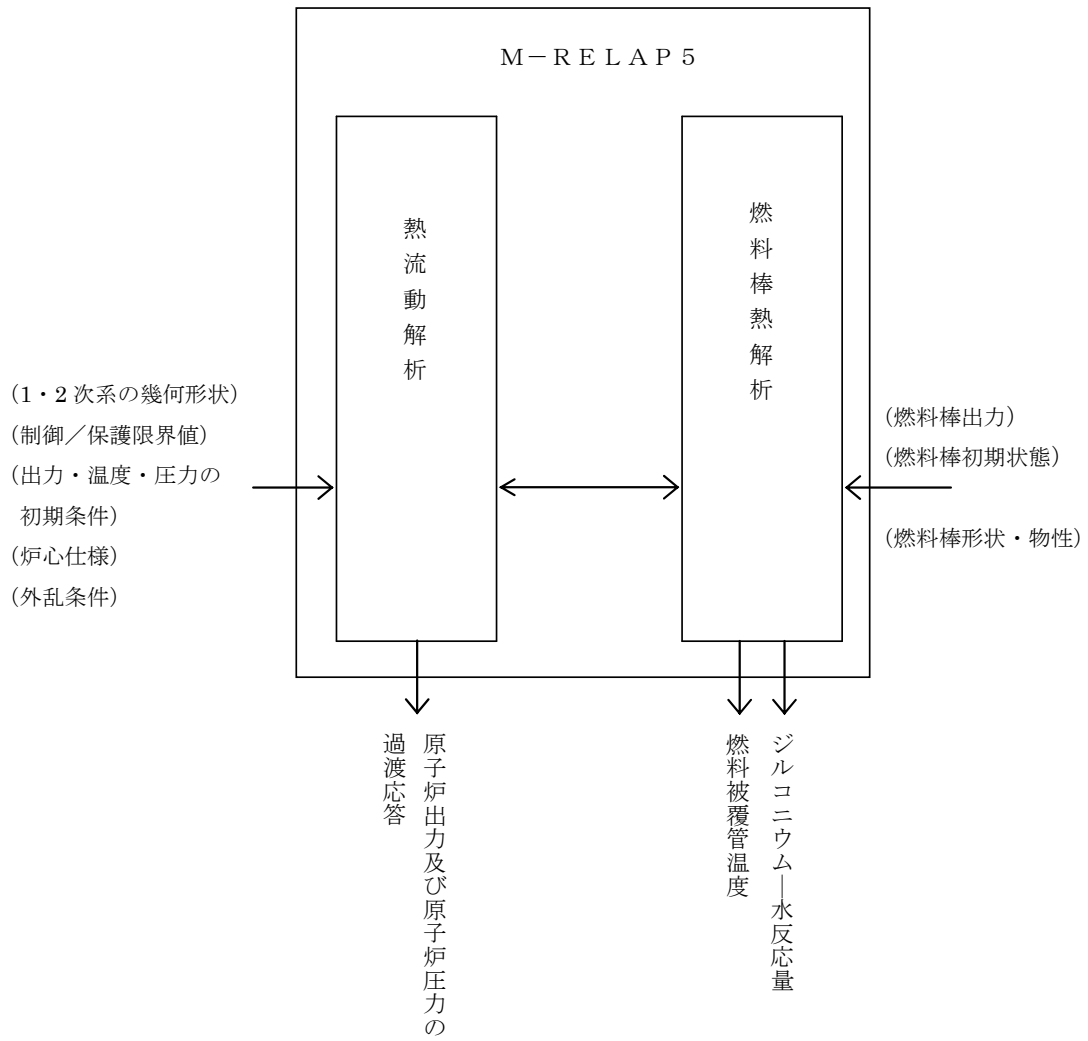 M－RELAP5
熱流動解析
燃料棒熱解析
（1・2次系の幾何形状）
（制御／保護限界値）
（出力・温度・圧力の
初期条件）
（炉心仕様）
（外乱条件）
（燃料棒出力）
（燃料棒初期状態）
（燃料棒形状・物性）
原子炉出力及び原子炉圧力の
過渡応答
ジルコニウム―水反応量
燃料被覆管温度